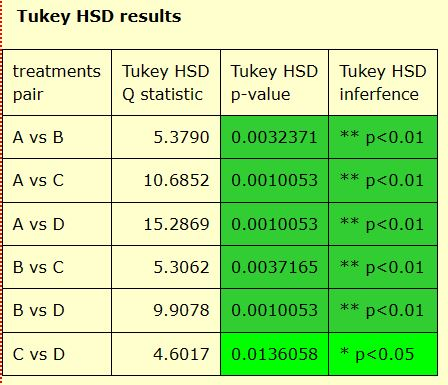 Tukey HSD results
treatments pair | Tukey HSD Q statistic | Tukey HSD p-value | Tukey HSD inferfence
A vs B | 5.3790 | 0.0032371 | ** p<0.01
A vs C | 10.6852 | 0.0010053 | ** p<0.01
A vs D | 15.2869 | 0.0010053 | ** p<0.01
B vs C | 5.3062 | 0.0037165 | ** p<0.01
B vs D | 9.9078 | 0.0010053 | ** p<0.01
C vs D | 4.6017 | 0.0136058 | * p<0.05